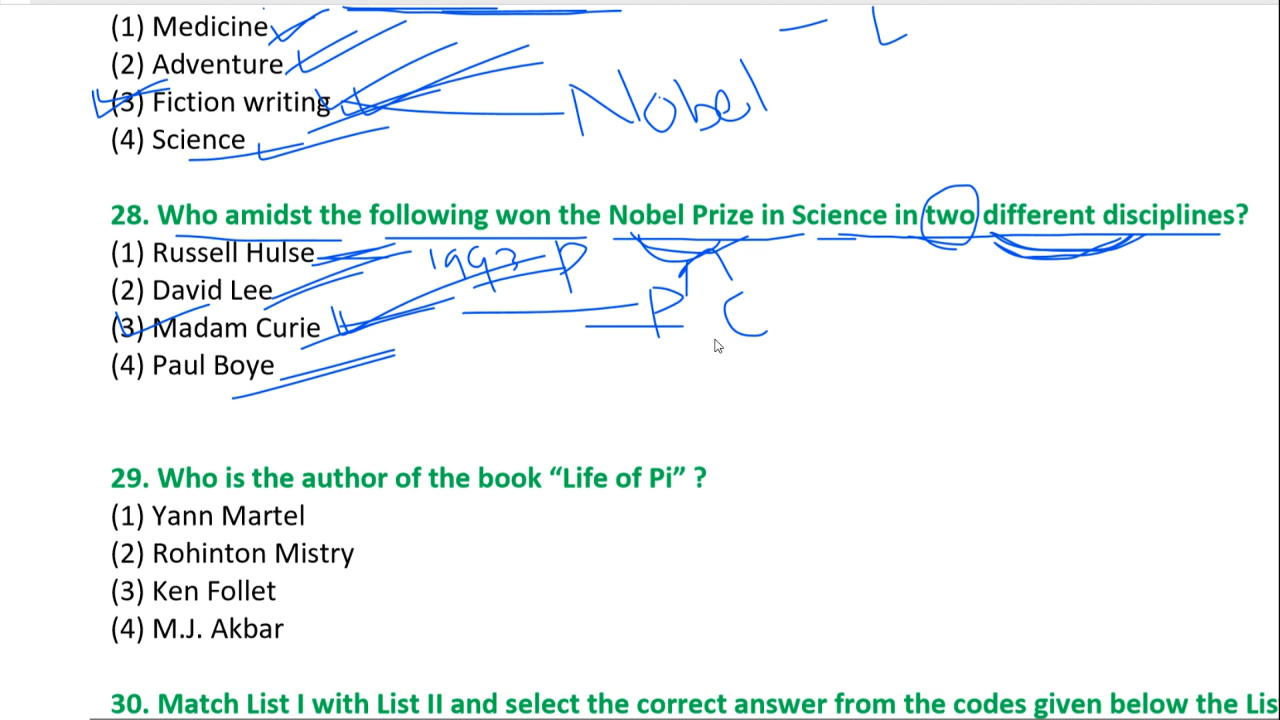 (1) Medicine
(2) Adventure
(3) Fiction writing
Nobel
(4) Science
28. Who amidst the following won the Nobel Prize in Science in two different disciplines?
(1) Russell Hulse
1993 P
(2) David Lee
P C
(3) Madam Curie
(4) Paul Boye
29. Who is the author of the book “Life of Pi” ?
(1) Yann Martel
(2) Rohinton Mistry
(3) Ken Follet
(4) M.J. Akbar
30. Match List I with List II and select the correct answer from the codes given below the Lis